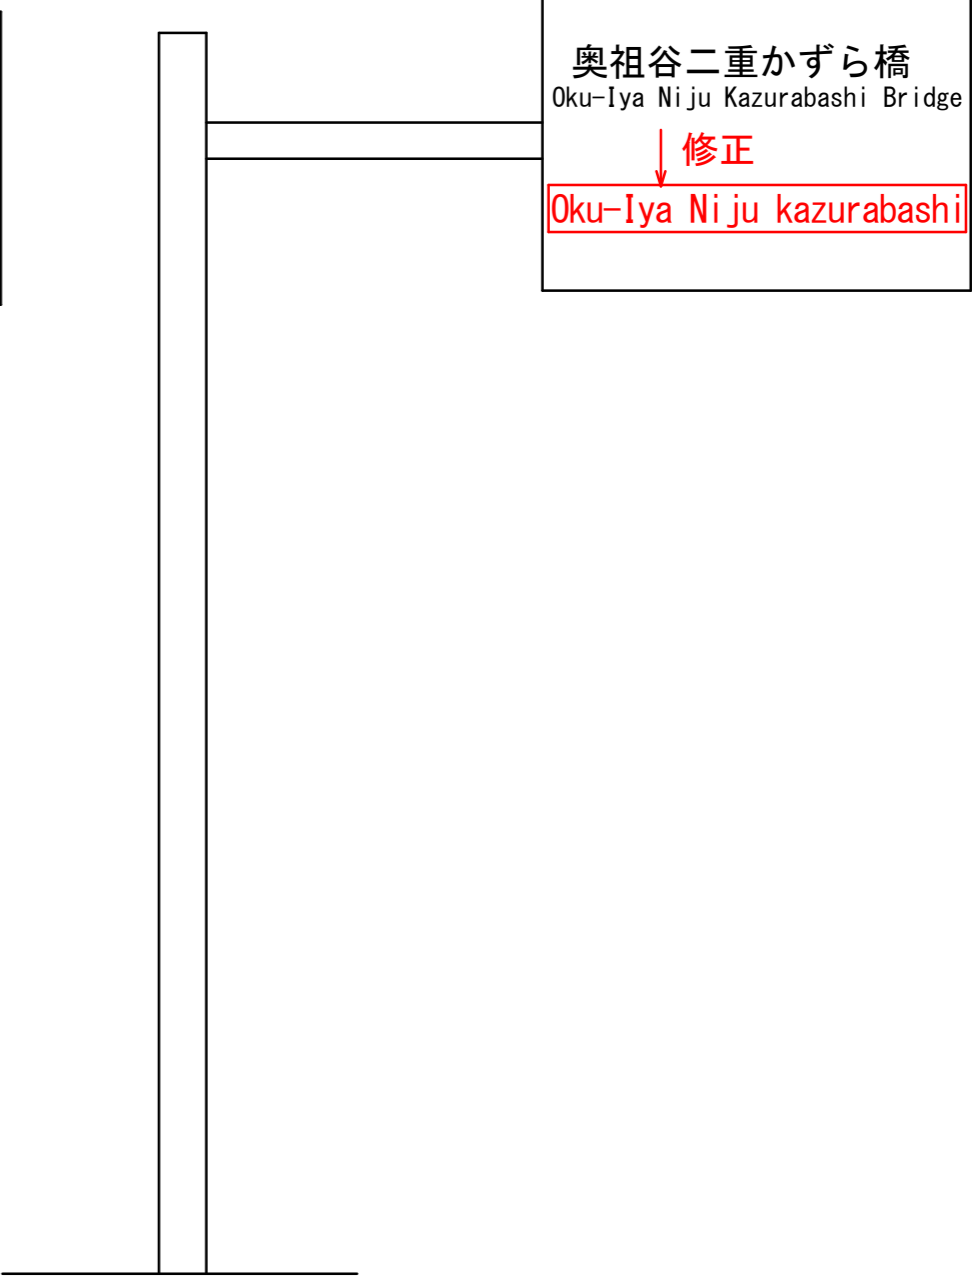 奥祖谷二重かずら橋
Oku-Iya Niju Kazurabashi Bridge
修正
Oku-Iya Niju kazurabashi